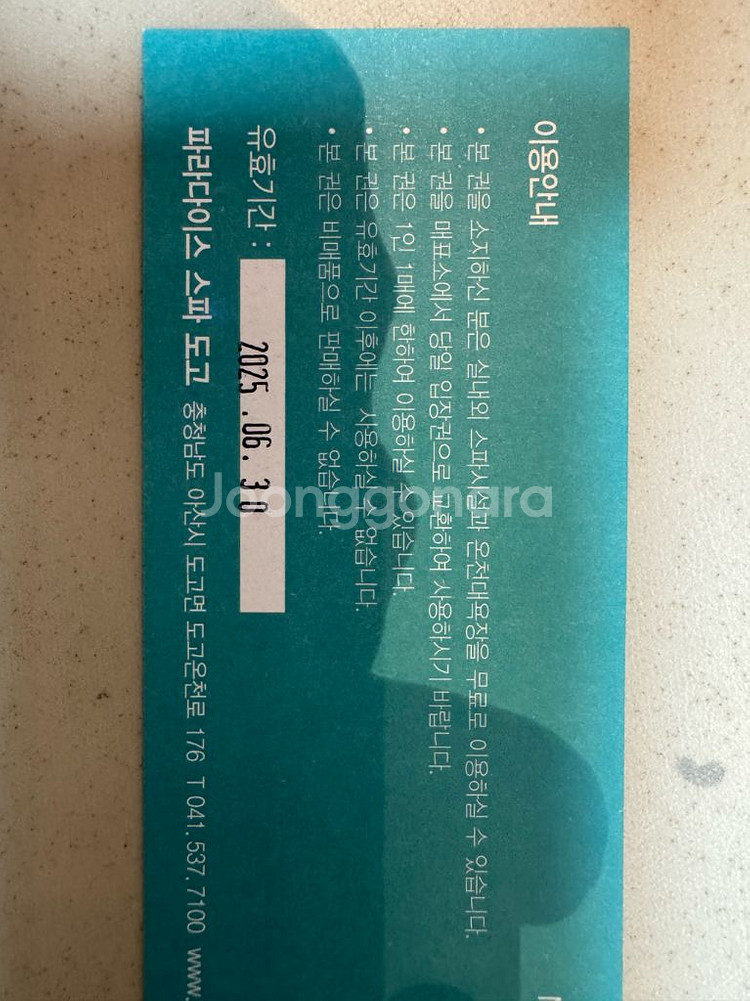 이용안내
• 본 권을 소지하신 분은 실내외 스파시설과 온천대욕장을 무료로 이용하실 수 있습니다.
• 본 권을 매표소에서 당일 입장권으로 교환하여 사용하시기 바랍니다.
• 본 권은 1인 1매에 한하여 이용하실 수 있습니다.
• 본 권은 유효기간 이후에는 사용하실 수 없습니다.
• 본 권은 비매품으로 판매하실 수 없습니다.
유효기간 : 2025.06.30
파라다이스 스파 도고 충청남도 아산시 도고면 도고온천로 176 T 041.537.7100 www.
Joonggonara